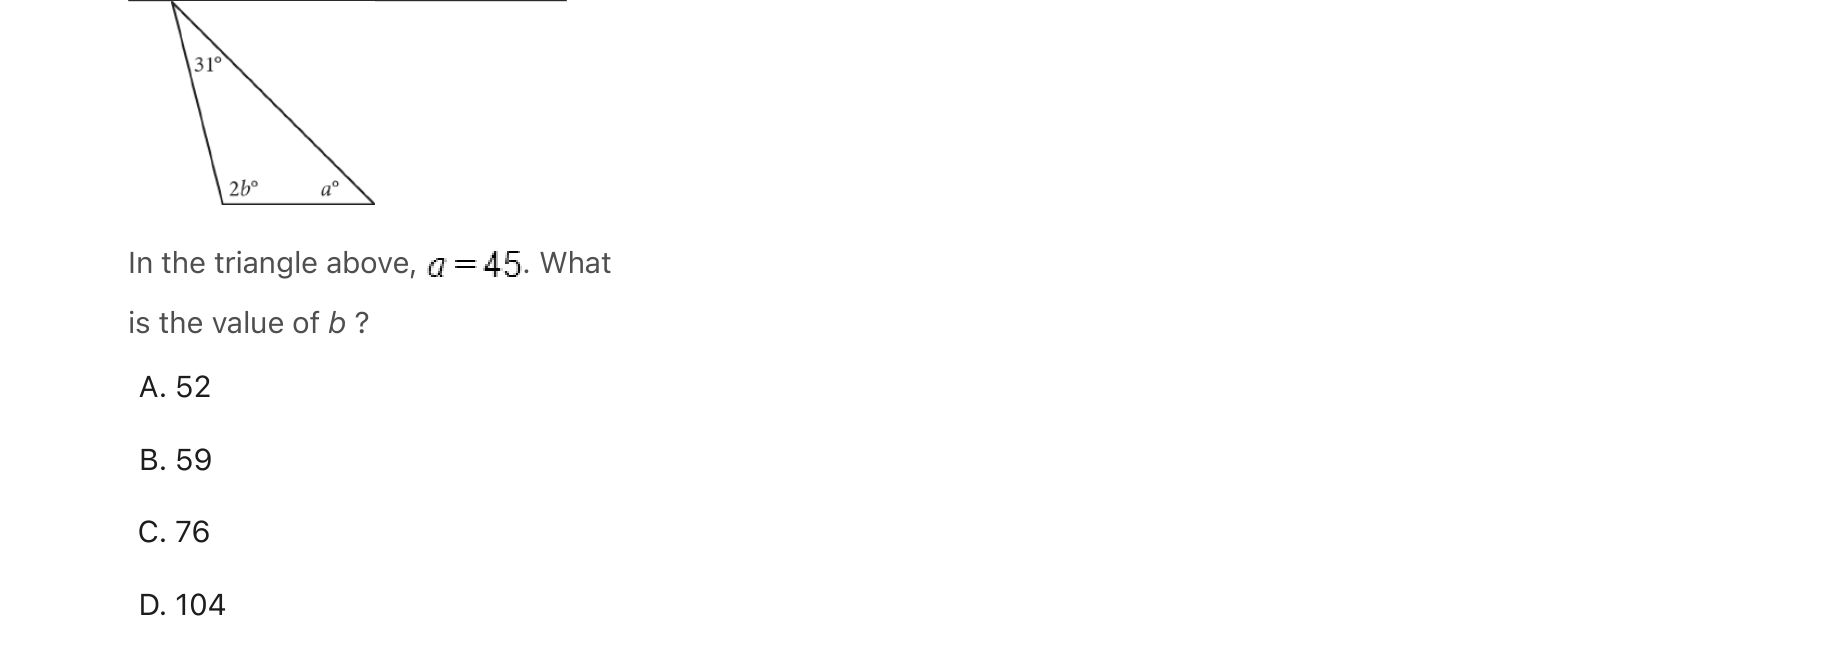 31°
2b° a°
In the triangle above, a = 45. What
is the value of b ?
A. 52
B. 59
C. 76
D. 104